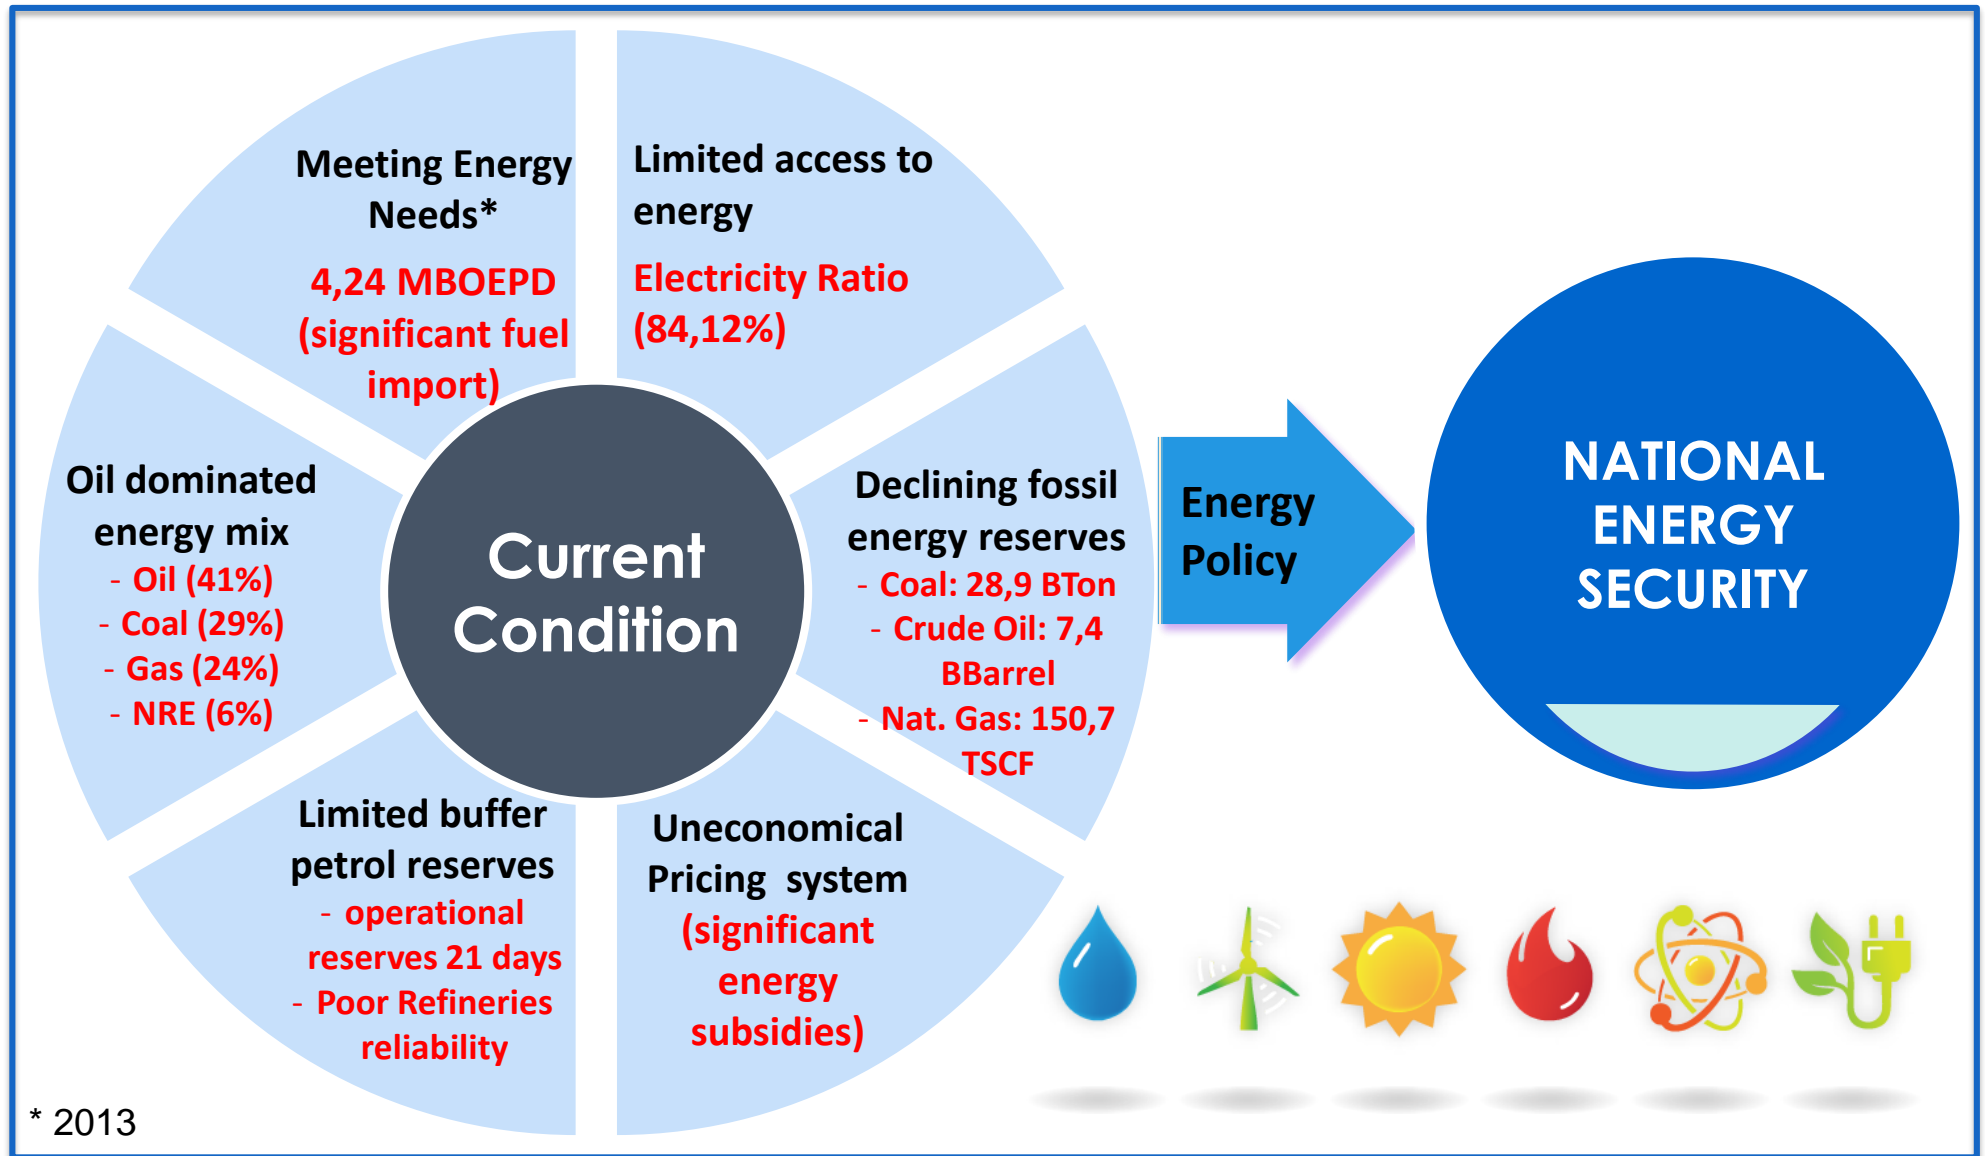 Meeting Energy
Needs*
4,24 MBOEPD
(significant fuel
import)
Limited access to
energy
Electricity Ratio
(84,12%)
Oil dominated
energy mix
- Oil (41%)
- Coal (29%)
- Gas (24%)
- NRE (6%)
Current
Condition
Declining fossil
energy reserves
- Coal: 28,9 BTon
- Crude Oil: 7,4
BBarrel
- Nat. Gas: 150,7
TSCF
Limited buffer
petrol reserves
- operational
reserves 21 days
- Poor Refineries
reliability
Uneconomical
Pricing system
(significant
energy
subsidies)
Energy
Policy
NATIONAL
ENERGY
SECURITY
* 2013